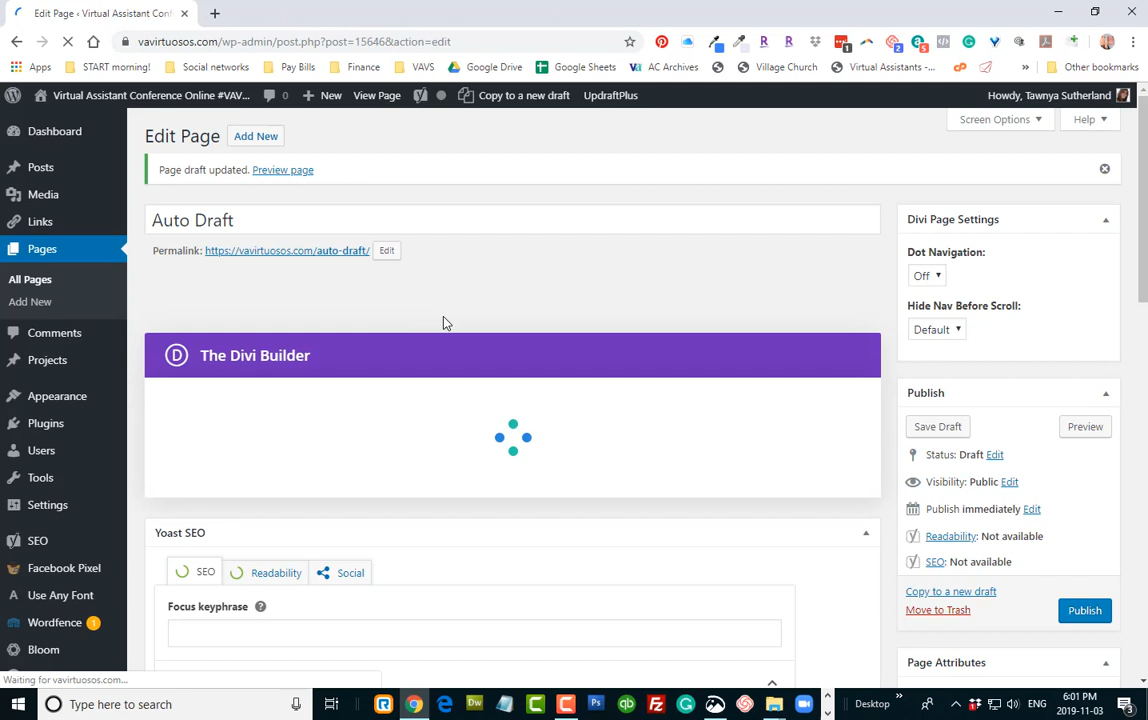 Edit Page ‹ Virtual Assistant Conf
vavirtuosos.com/wp-admin/post.php?post=15646&action=edit
Apps START morning! Social networks Pay Bills Finance VAVS Google Drive Google Sheets AC Archives Village Church Virtual Assistants -... » Other bookmarks
Virtual Assistant Conference Online #VAV... 0 + New View Page Copy to a new draft UpdraftPlus Howdy, Tawnya Sutherland
Screen Options Help
Dashboard
Posts
Media
Links
Pages
All Pages
Add New
Comments
Projects
Appearance
Plugins
Users
Tools
Settings
SEO
Facebook Pixel
Use Any Font
Wordfence 1
Bloom
Edit Page Add New
Page draft updated. Preview page
Auto Draft
Permalink: https://vavirtuosos.com/auto-draft/ Edit
D The Divi Builder
Yoast SEO
SEO Readability Social
Focus keyphrase ?
Divi Page Settings
Dot Navigation:
Off
Hide Nav Before Scroll:
Default
Publish
Save Draft Preview
Status: Draft Edit
Visibility: Public Edit
Publish immediately Edit
Readability: Not available
SEO: Not available
Copy to a new draft
Move to Trash Publish
Page Attributes
Waiting for vavirtuosos.com...
Type here to search
Desktop » ENG 6:01 PM
2019-11-03 3